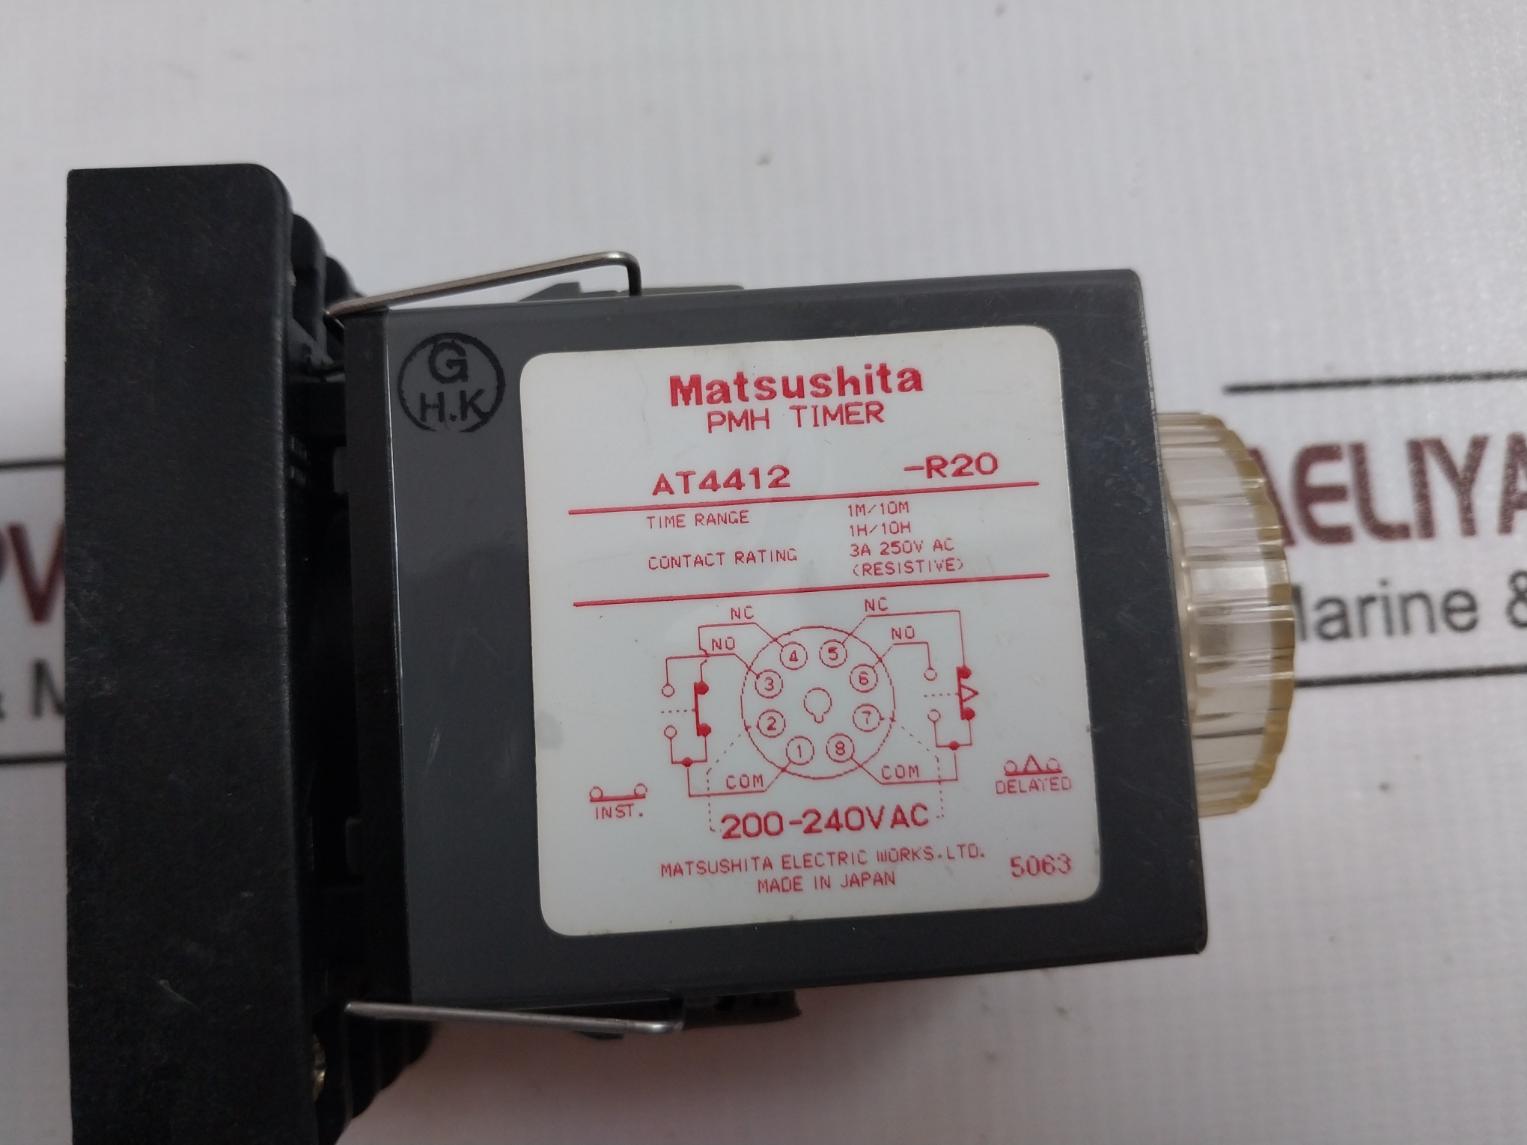 G
H.K
Matsushita
PMH TIMER
AT4412 -R20
TIME RANGE 1M/10M
1H/10H
CONTACT RATING 3A 250V AC
(RESISTIVE)
NC NC
NO NO
4 5
3 6
2 7
1 8
COM COM
INST. DELAYED
200-240VAC
MATSUSHITA ELECTRIC WORKS.LTD. 5063
MADE IN JAPAN
AELIYA
Marine &
& M